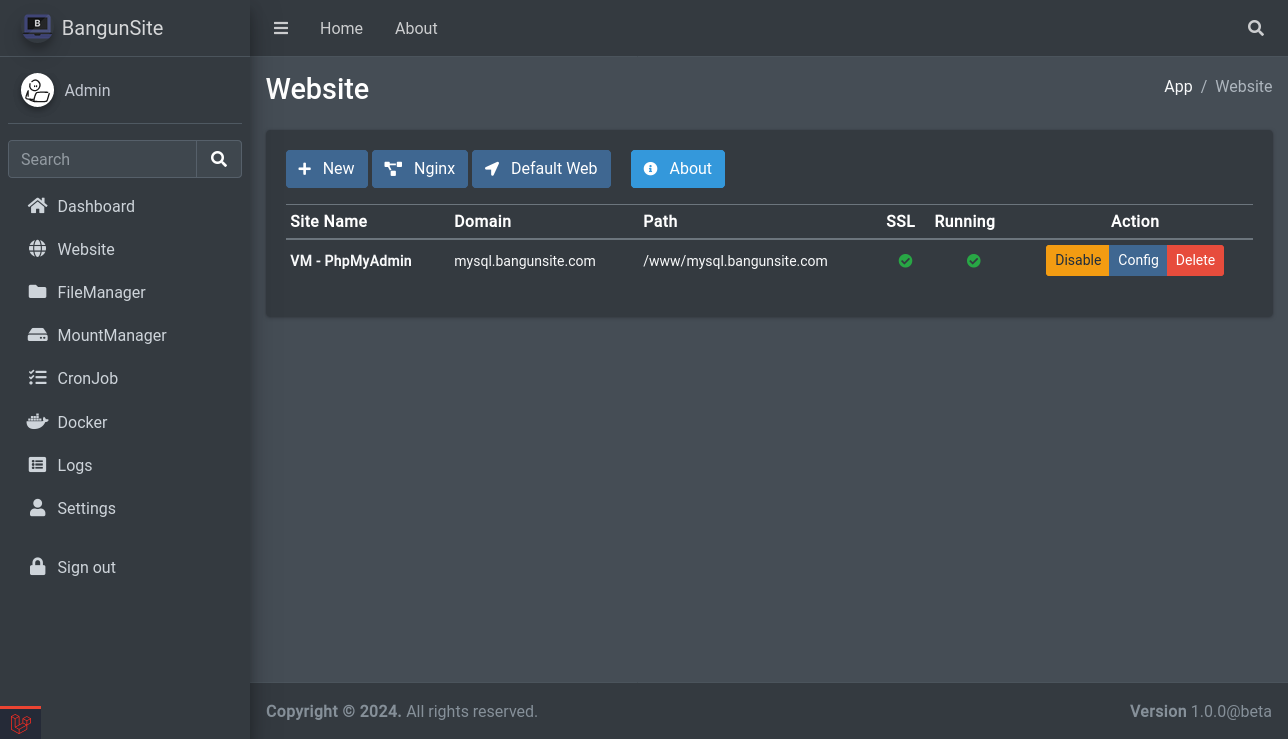 B
BangunSite
Home
About
Admin
Website
App / Website
Search
New
Nginx
Default Web
About
Dashboard
Website
FileManager
MountManager
CronJob
Docker
Logs
Settings
Sign out
Site Name Domain Path SSL Running Action
VM - PhpMyAdmin mysql.bangunsite.com /www/mysql.bangunsite.com Disable Config Delete
Copyright © 2024. All rights reserved.
Version 1.0.0@beta